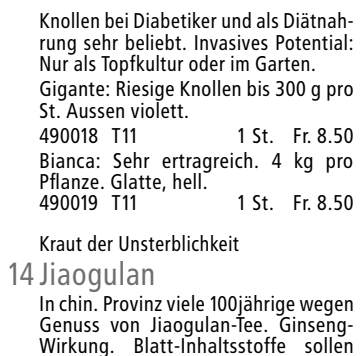 Knollen bei Diabetiker und als Diätnah-
rung sehr beliebt. Invasives Potential:
Nur als Topfkultur oder im Garten.
Gigante: Riesige Knollen bis 300 g pro
St. Aussen violett.
490018 T11 1 St. Fr. 8.50
Bianca: Sehr ertragreich. 4 kg pro
Pflanze. Glatte, hell.
490019 T11 1 St. Fr. 8.50
Kraut der Unsterblichkeit
14 Jiaogulan
In chin. Provinz viele 100jährige wegen
Genuss von Jiaogulan-Tee. Ginseng-
Wirkung. Blatt-Inhaltsstoffe sollen